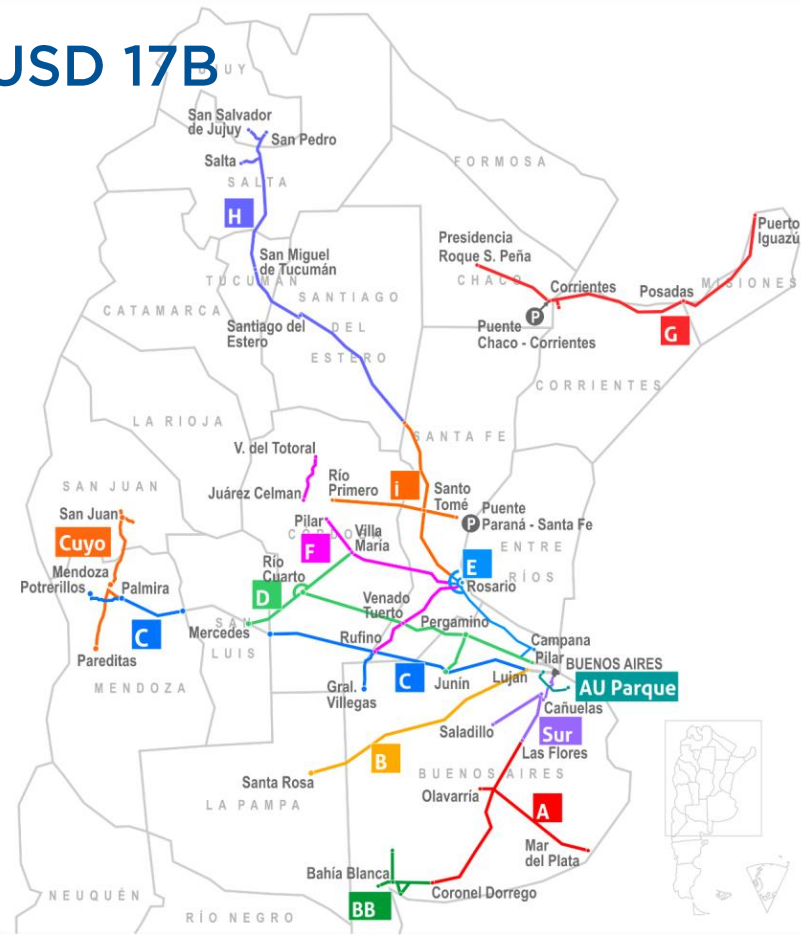 USD 17B
JUJUY
San Salvador
de Jujuy
San Pedro
Salta
SALTA
FORMOSA
H
Presidencia
Roque S. Peña
CHACO
Puerto
Iguazú
San Miguel
de Tucumán
TUCUMÁN
Corrientes
Posadas
MISIONES
CATAMARCA
SANTIAGO
DEL
ESTERO
Santiago del
Estero
P
Puente
Chaco - Corrientes
G
CORRIENTES
LA RIOJA
SANTA FE
V. del Totoral
Juárez Celman
Río
Primero
i
Santo
Tomé
SAN JUAN
San Juan
Cuyo
Pilar
CÓRDOBA
F
Villa
María
P
Puente
Paraná - Santa Fe
ENTRE
RÍOS
E
Rosario
Mendoza
Potrerillos
Palmira
C
Río
Cuarto
D
Venado
Tuerto
Pergamino
Mercedes
SAN
LUIS
Rufino
Campana
Pilar
BUENOS AIRES
Pareditas
MENDOZA
Gral.
Villegas
C
Junín
Lujan
AU Parque
Cañuelas
Saladillo
Sur
Las Flores
B
Santa Rosa
LA PAMPA
BUENOS AIRES
Olavarría
A
Mar
del Plata
Bahía Blanca
Coronel Dorrego
BB
NEUQUÉN
RÍO NEGRO